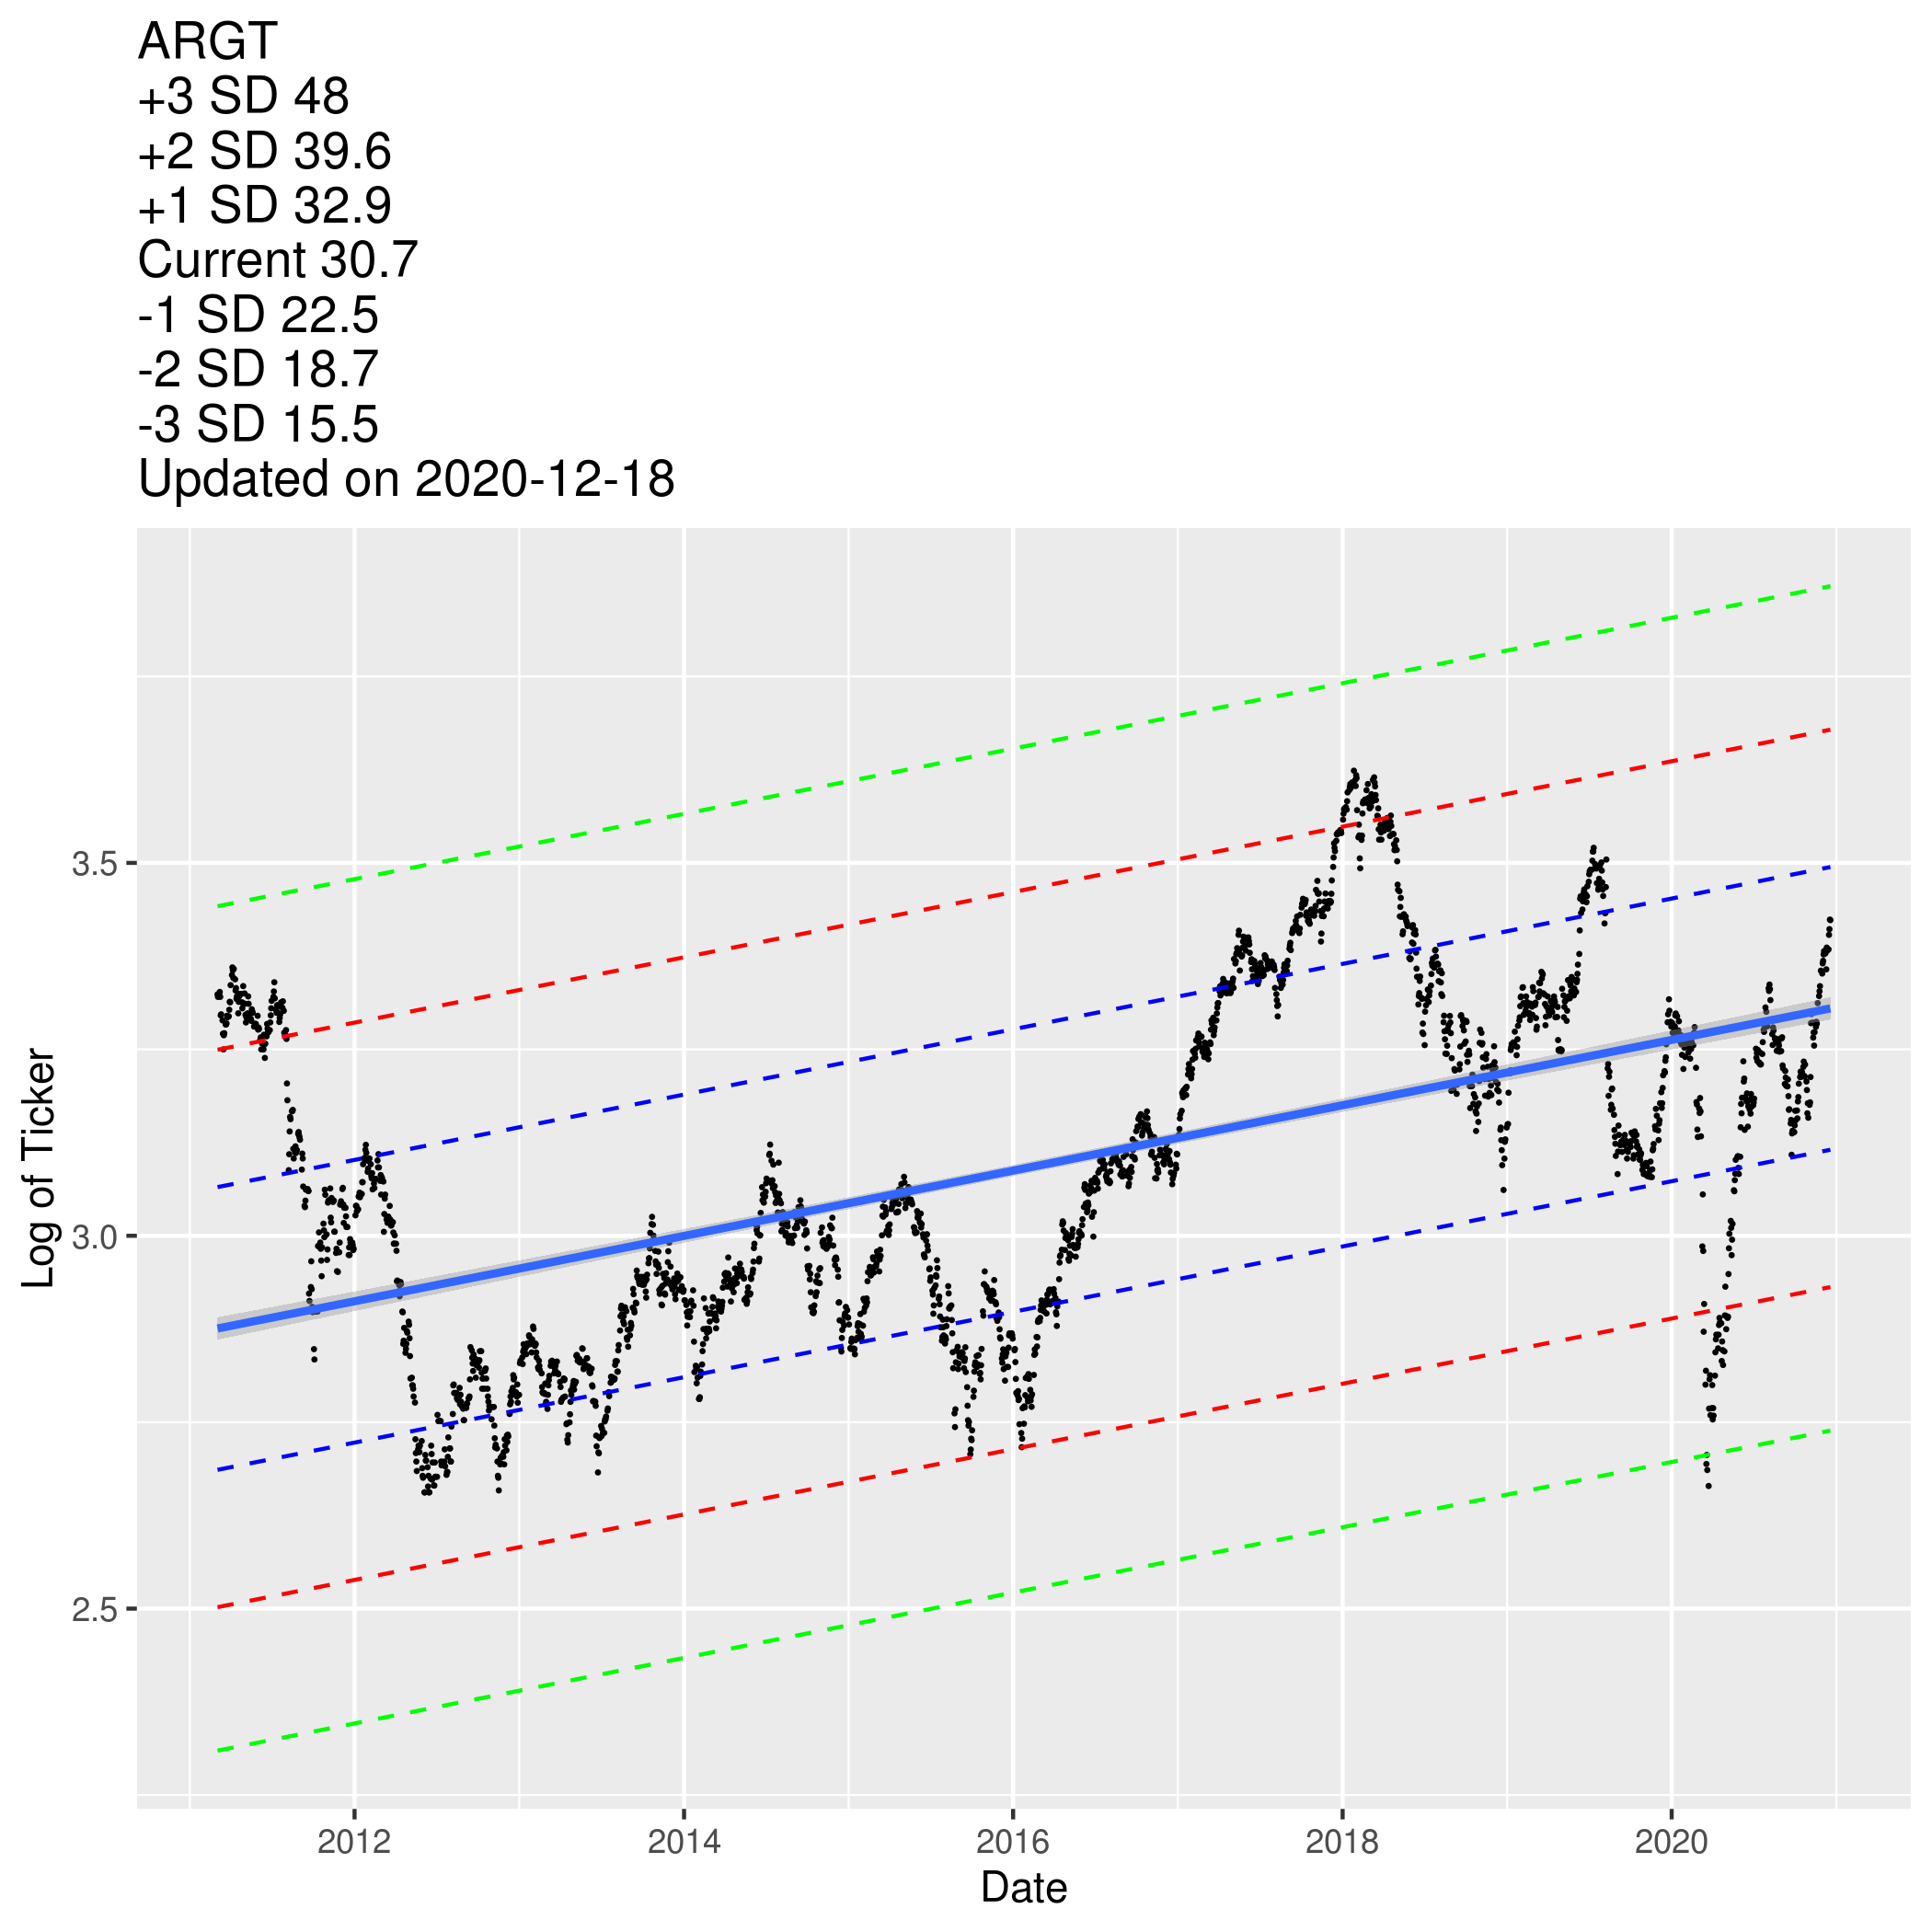 ARGT
+3 SD 48
+2 SD 39.6
+1 SD 32.9
Current 30.7
-1 SD 22.5
-2 SD 18.7
-3 SD 15.5
Updated on 2020-12-18
Log of Ticker
3.5
3.0
2.5
2012 2014 2016 2018 2020
Date